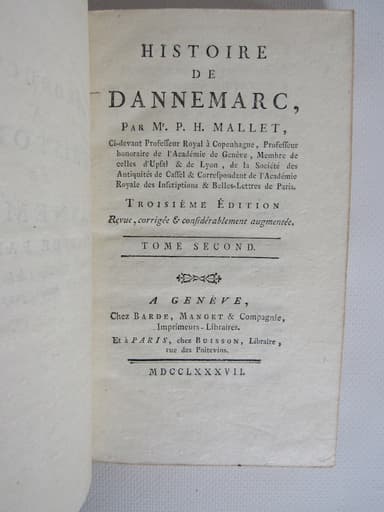 HISTOIRE
DE
DANNEMARC,
PAR Mr. P. H. MALLET,
Ci-devant Professeur Royal à Copenhague, Professeur
honoraire de l'Académie de Genève, Membre de
celles d'Upsal & de Lyon, de la Société des
Antiquités de Cassel & Correspondant de l'Académie
Royale des Inscriptions & Belles-Lettres de Paris.
TROISIÈME ÉDITION
Revue, corrigée & considérablement augmentée.
TOME SECOND.
A GENÈVE,
Chez BARDE, MANGET & Compagnie,
Imprimeurs-Libraires.
Et à PARIS, chez BUISSON, Libraire,
rue des Poitevins.
MDCCLXXXVII.